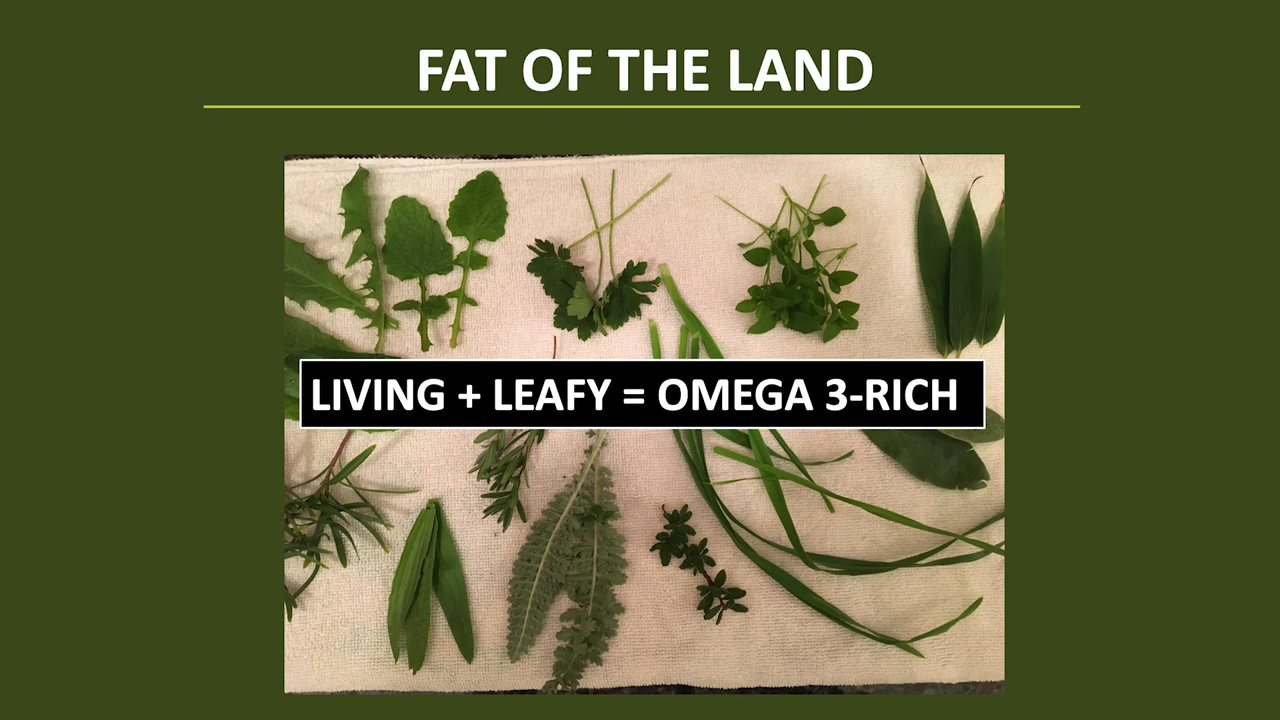 FAT OF THE LAND
LIVING + LEAFY = OMEGA 3-RICH